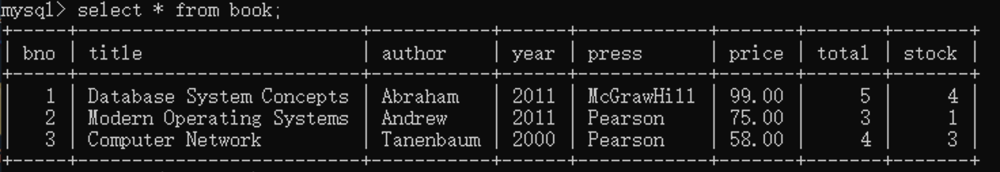 mysql> select * from book;
+-----+--------------------------+-----------+------+-------------+-------+-------+-------+
| bno | title | author | year | press | price | total | stock |
+-----+--------------------------+-----------+------+-------------+-------+-------+-------+
| 1 | Database System Concepts | Abraham | 2011 | McGrawHill | 99.00 | 5 | 4 |
| 2 | Modern Operating Systems | Andrew | 2011 | Pearson | 75.00 | 3 | 1 |
| 3 | Computer Network | Tanenbaum | 2000 | Pearson | 58.00 | 4 | 3 |
+-----+--------------------------+-----------+------+-------------+-------+-------+-------+